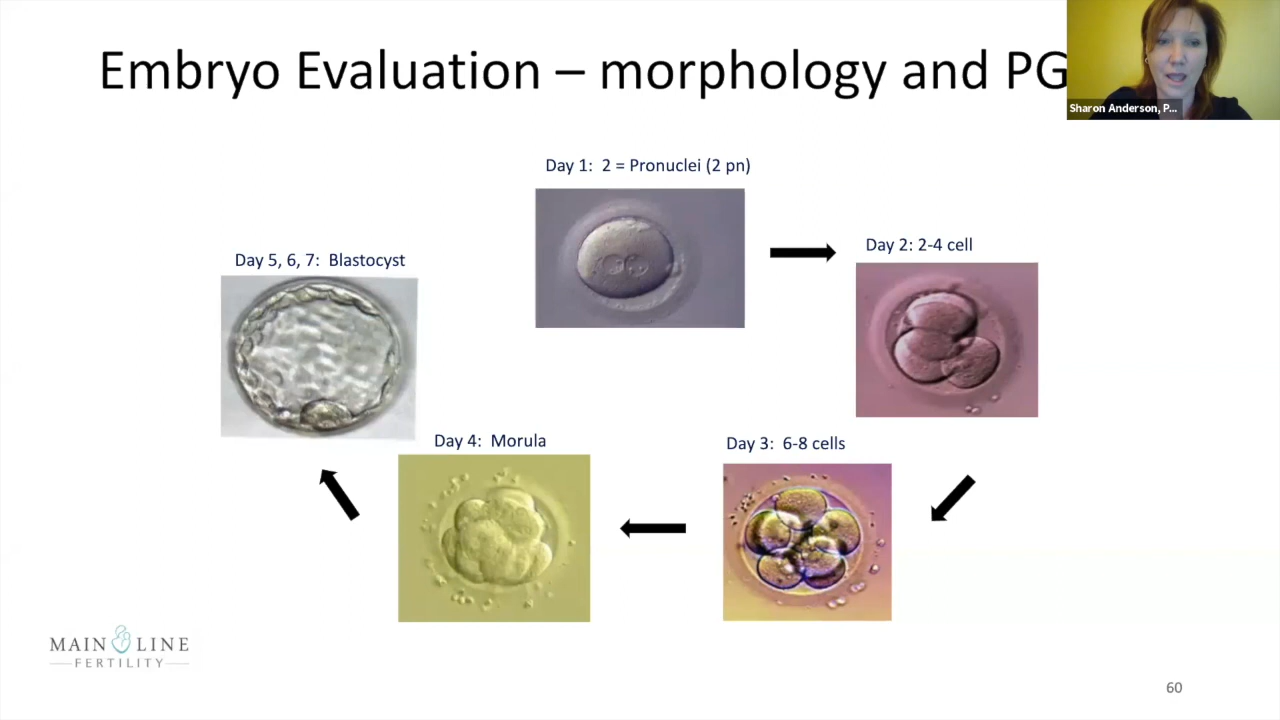 Embryo Evaluation – morphology and PG
Sharon Anderson, P...
Day 1: 2 = Pronuclei (2 pn)
Day 2: 2-4 cell
Day 5, 6, 7: Blastocyst
Day 4: Morula
Day 3: 6-8 cells
MAIN LINE
FERTILITY
60